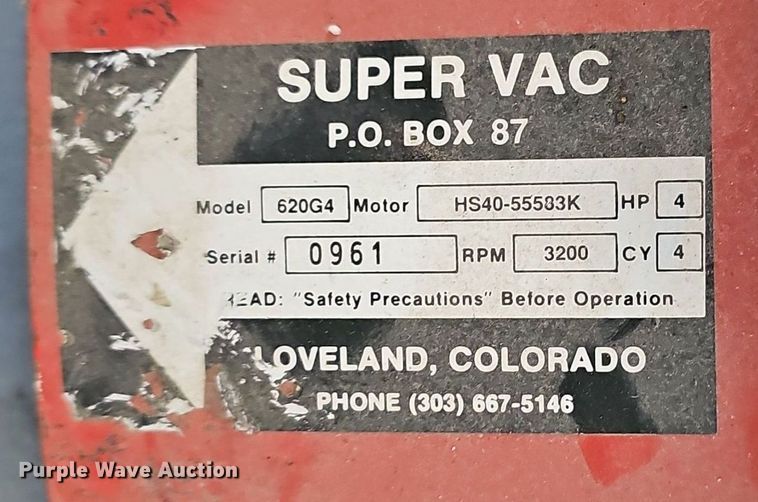 SUPER VAC
P.O. BOX 87
Model 620G4 Motor HS40-55583K HP 4
Serial # 0961 RPM 3200 CY 4
READ: "Safety Precautions" Before Operation
LOVELAND, COLORADO
PHONE (303) 667-5146
Purple Wave Auction